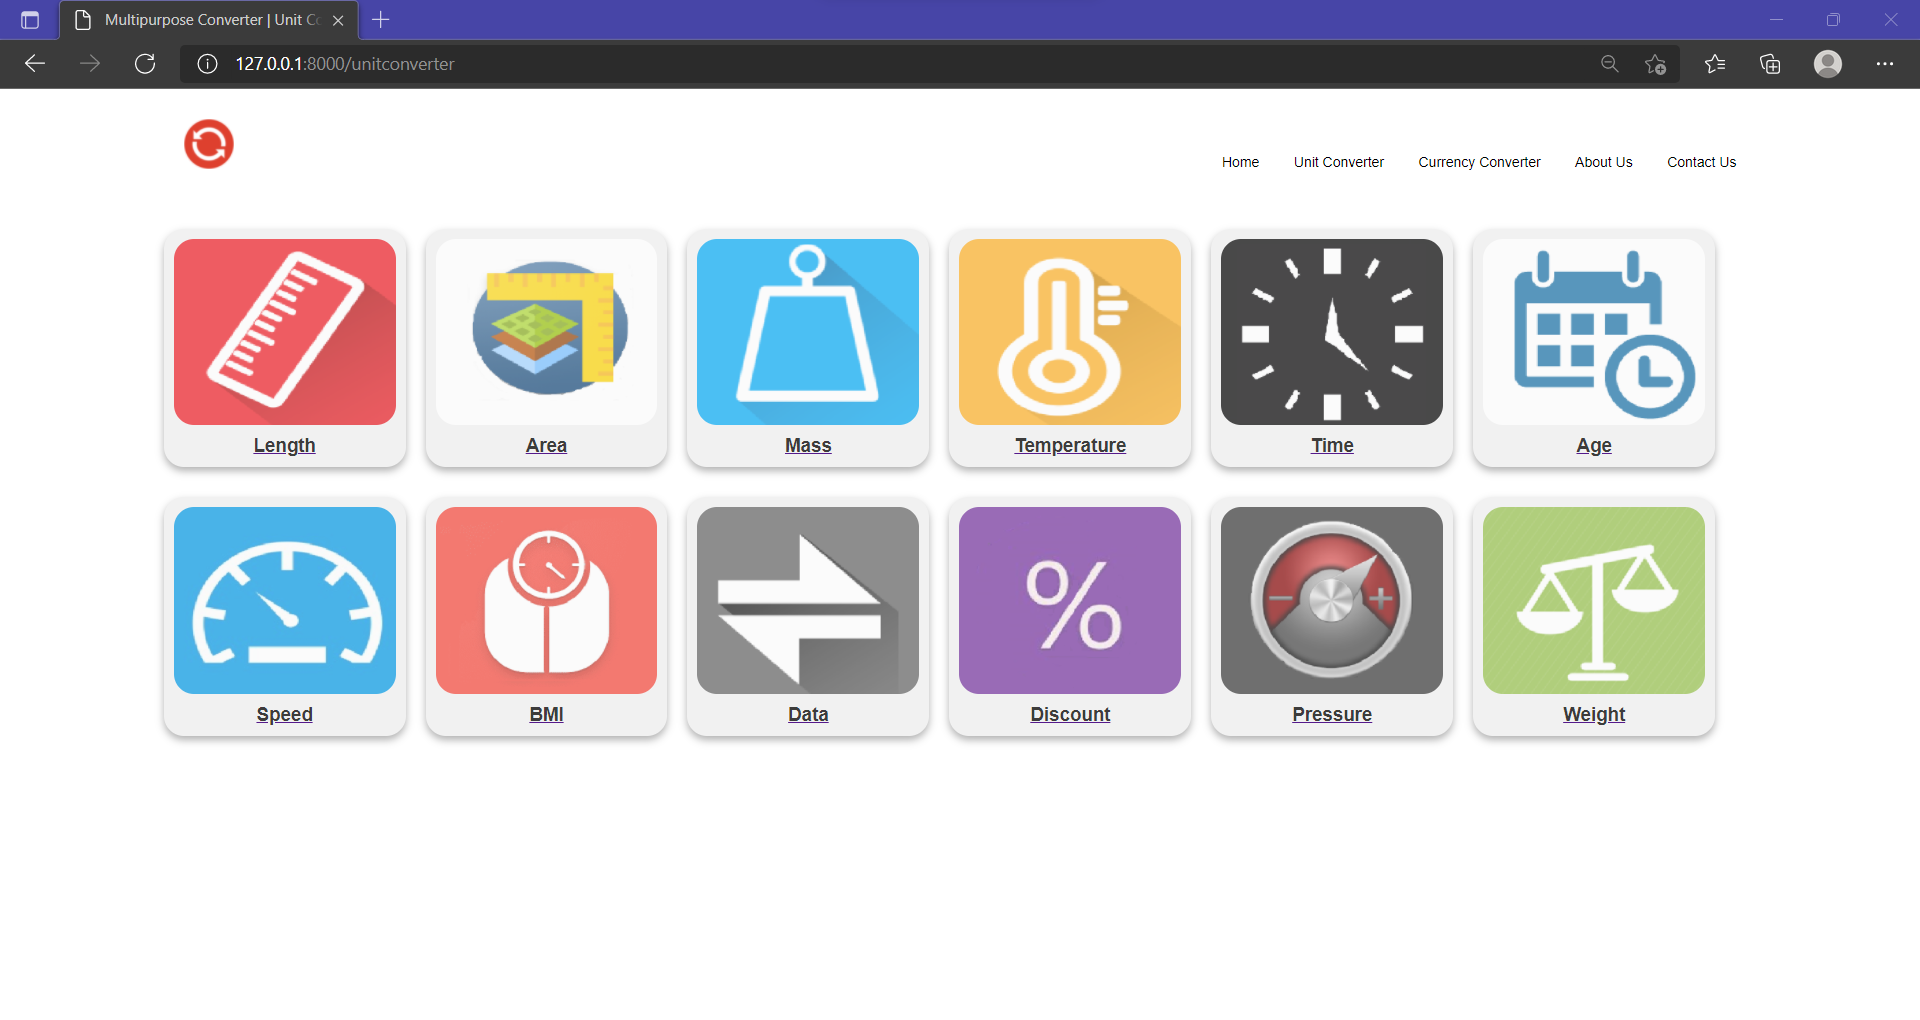 Multipurpose Converter | Unit Co
127.0.0.1:8000/unitconverter
Home Unit Converter Currency Converter About Us Contact Us
Length Area Mass Temperature Time Age
%
Speed BMI Data Discount Pressure Weight